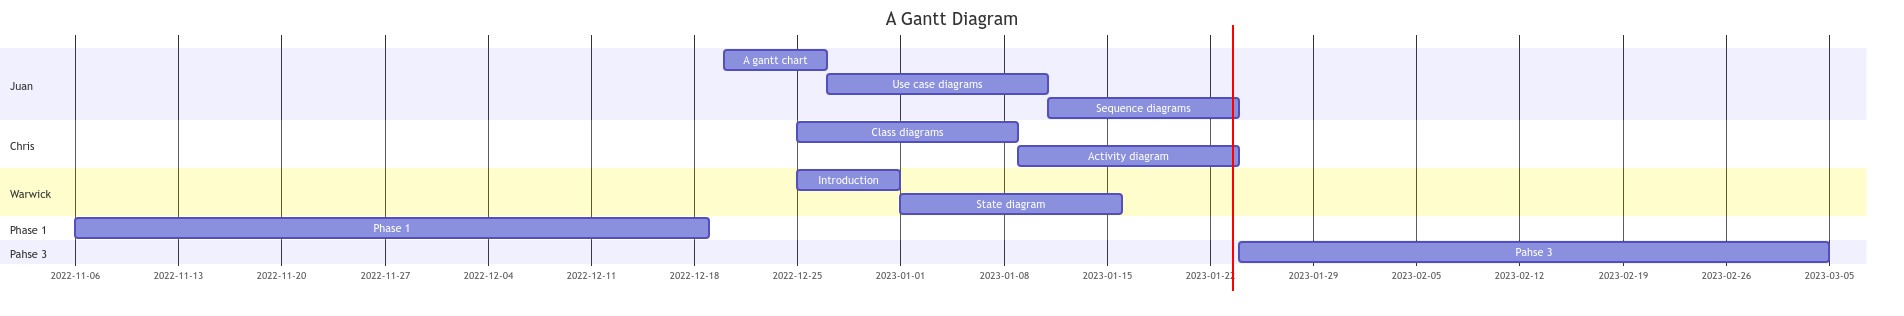 A Gantt Diagram
Juan
A gantt chart
Use case diagrams
Sequence diagrams
Chris
Class diagrams
Activity diagram
Warwick
Introduction
State diagram
Phase 1
Phase 1
Pahse 3
Pahse 3
2022-11-06 2022-11-13 2022-11-20 2022-11-27 2022-12-04 2022-12-11 2022-12-18 2022-12-25 2023-01-01 2023-01-08 2023-01-15 2023-01-22 2023-01-29 2023-02-05 2023-02-12 2023-02-19 2023-02-26 2023-03-05